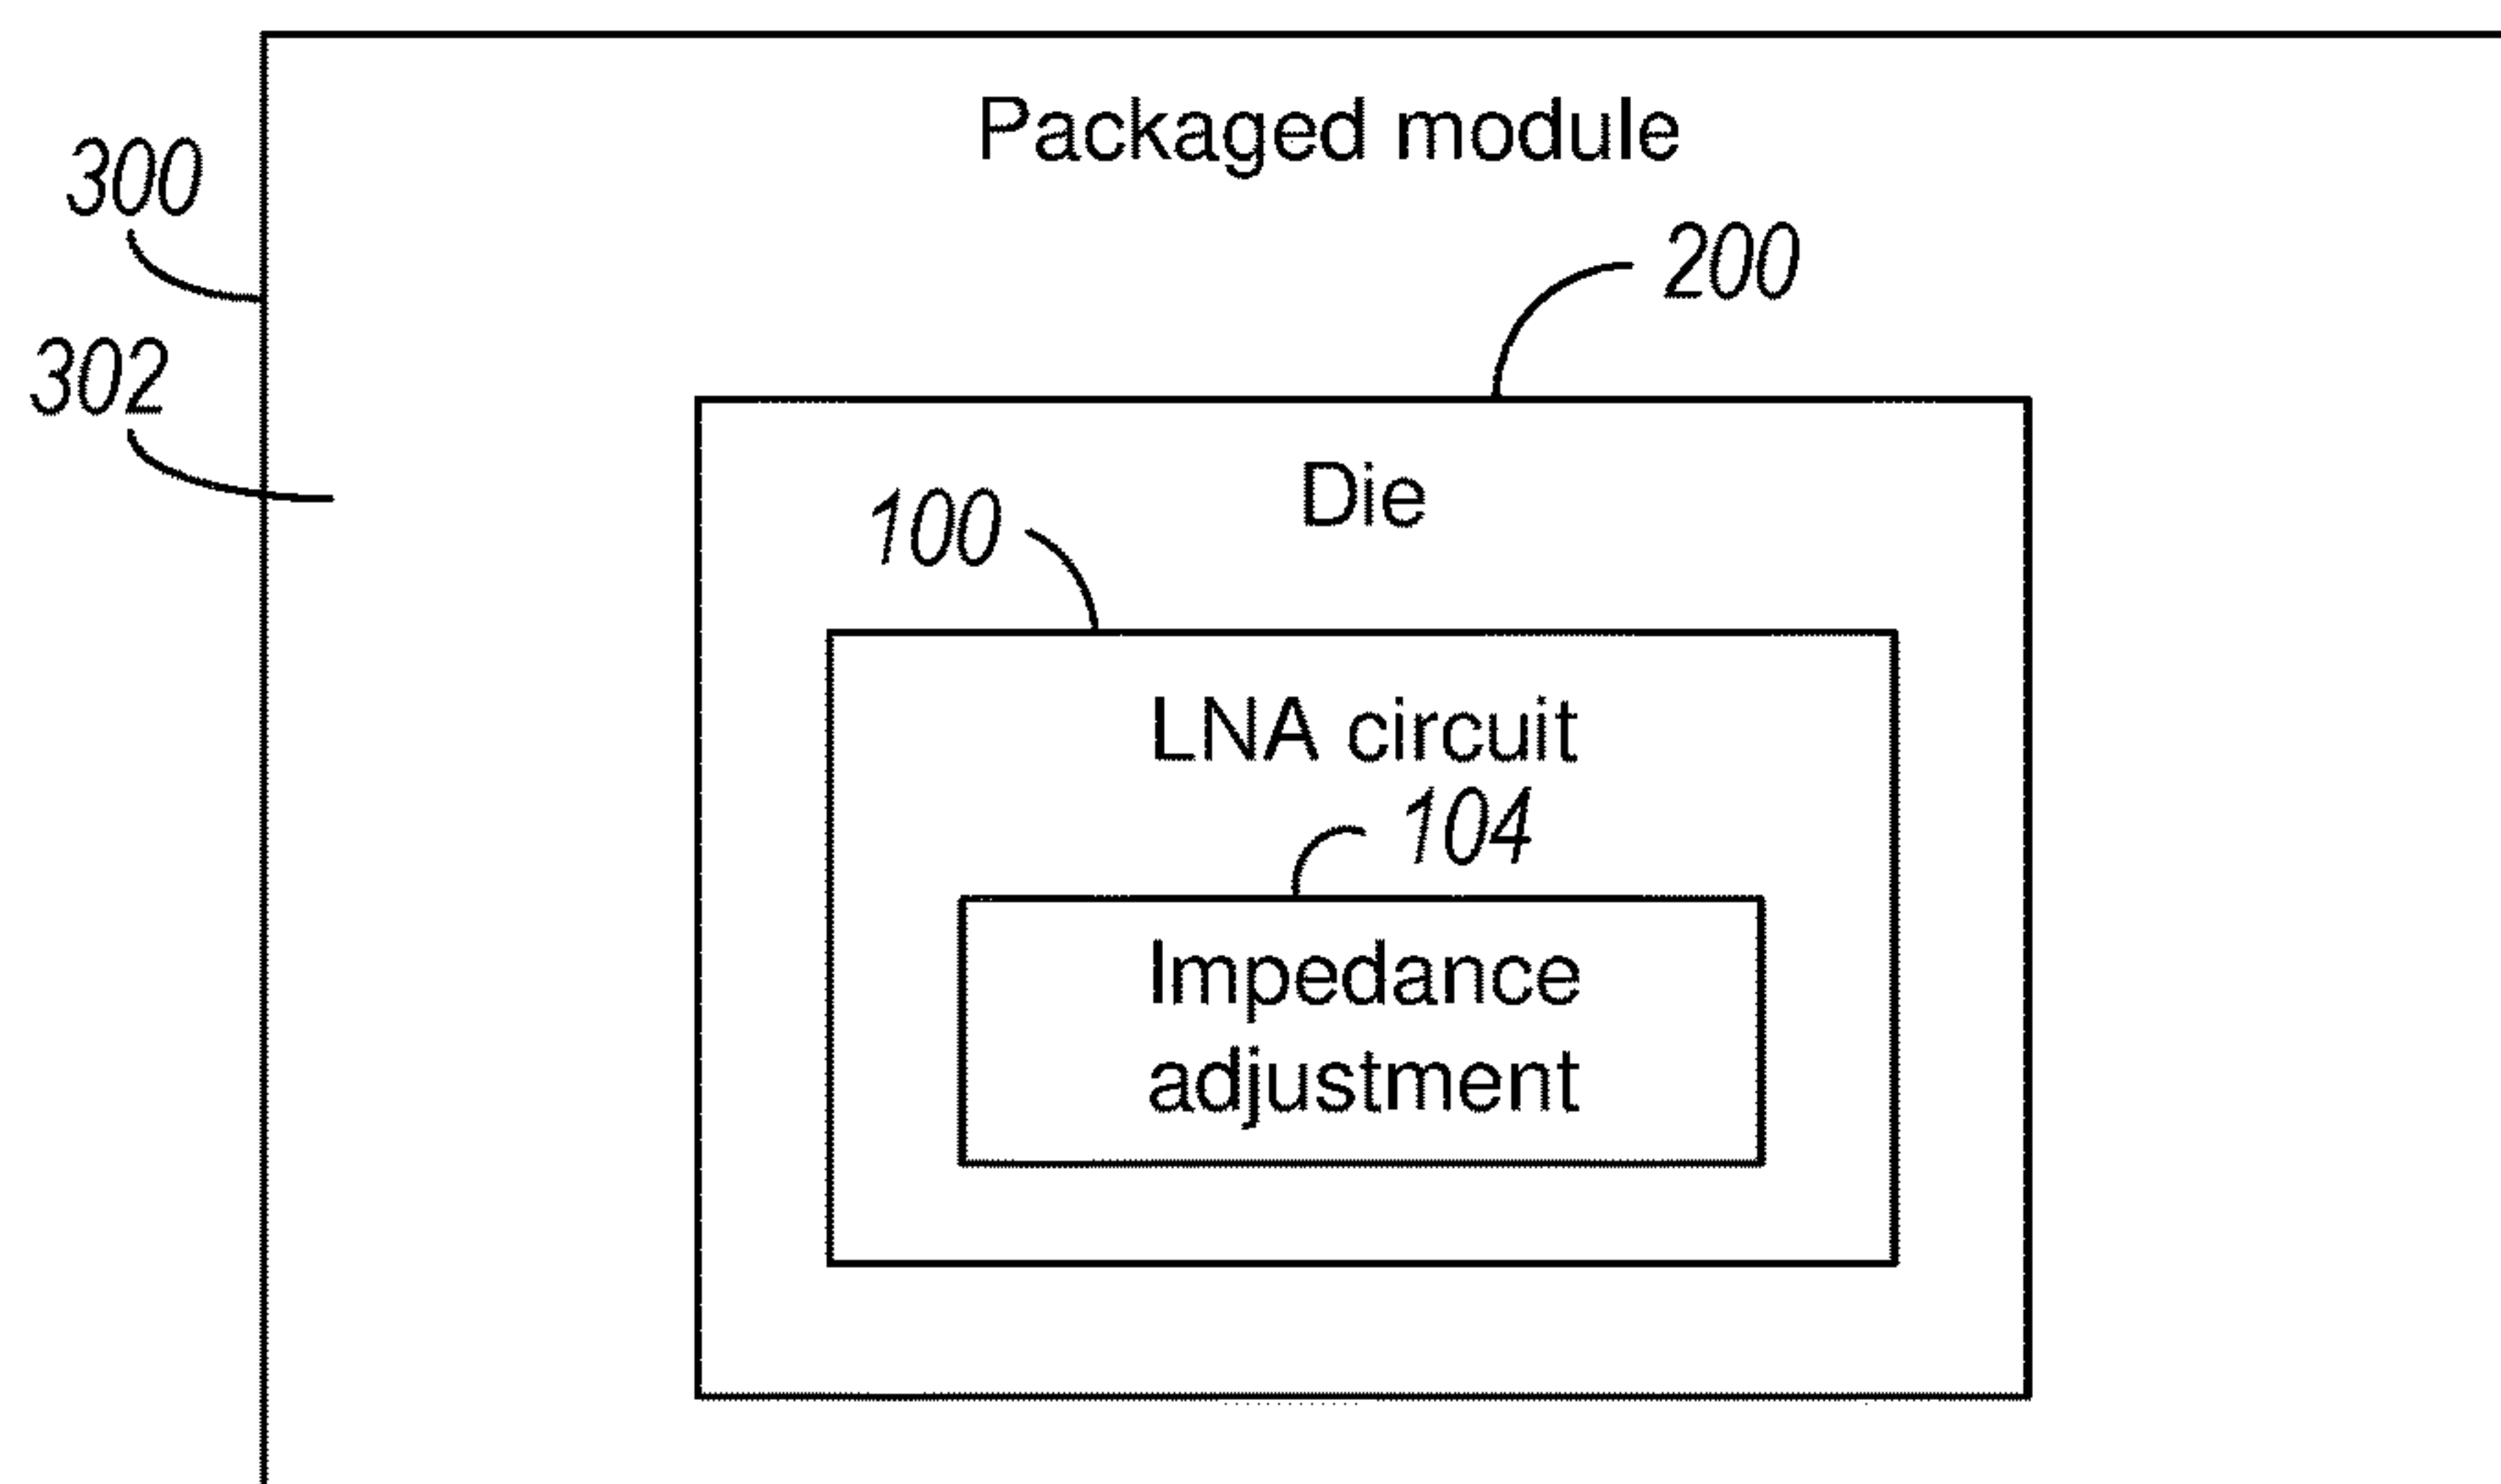 Packaged module
300
200
302
Die
100
LNA circuit
104
Impedance
adjustment